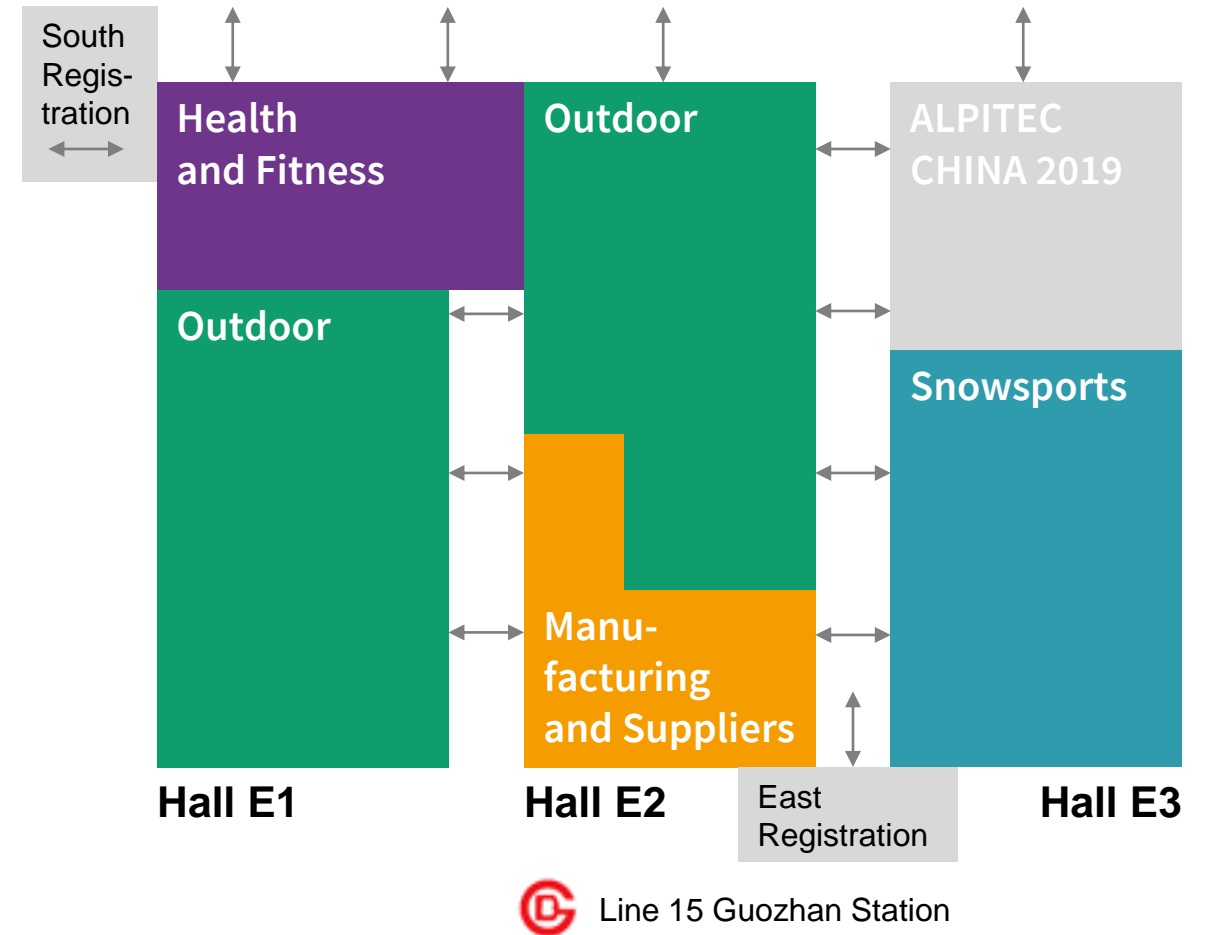 South
Regis-
tration
Health
and Fitness
Outdoor
ALPITEC
CHINA 2019
Outdoor
Snowsports
Manu-
facturing
and Suppliers
Hall E1
Hall E2
East
Registration
Hall E3
Line 15 Guozhan Station